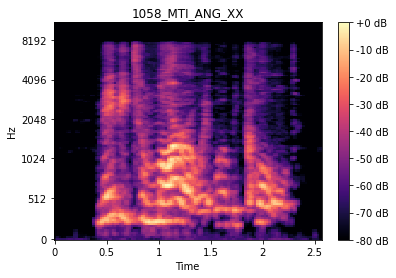 1058_MTI_ANG_XX
+0 dB
8192
-10 dB
4096
-20 dB
-30 dB
2048
Hz
-40 dB
1024
-50 dB
512
-60 dB
-70 dB
0
-80 dB
0 0.5 1 1.5 2 2.5
Time